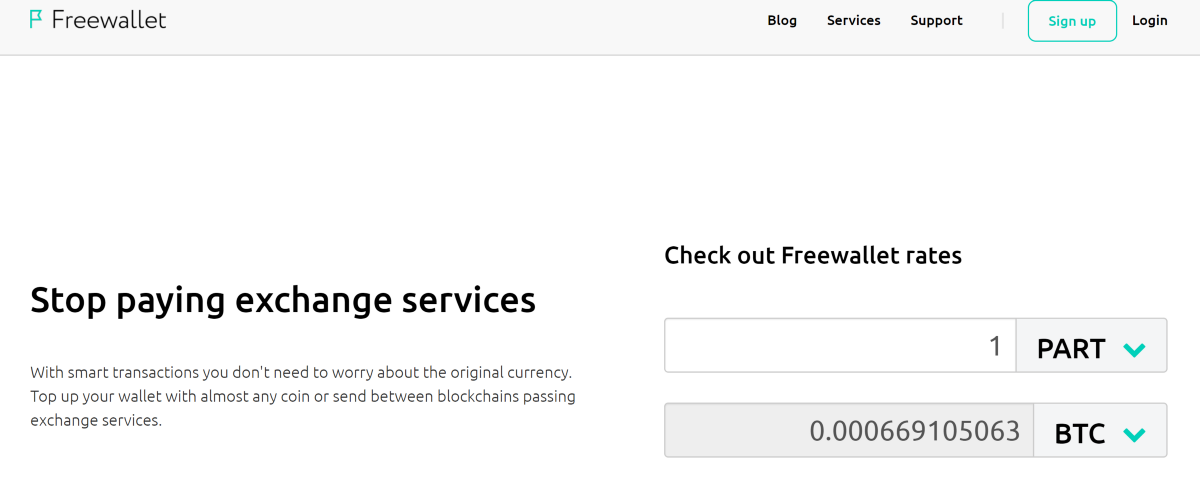 Freewallet
Blog Services Support Sign up Login
Check out Freewallet rates
Stop paying exchange services
1 PART
With smart transactions you don't need to worry about the original currency.
Top up your wallet with almost any coin or send between blockchains passing
exchange services.
0.000669105063 BTC